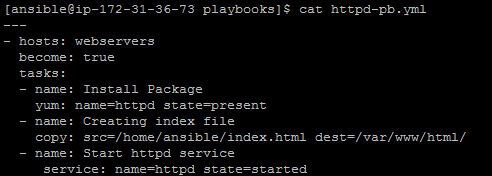 [ansible@ip-172-31-36-73 playbooks]$ cat httpd-pb.yml
---
- hosts: webservers
  become: true
  tasks:
  - name: Install Package
    yum: name=httpd state=present
  - name: Creating index file
    copy: src=/home/ansible/index.html dest=/var/www/html/
  - name: Start httpd service
     service: name=httpd state=started